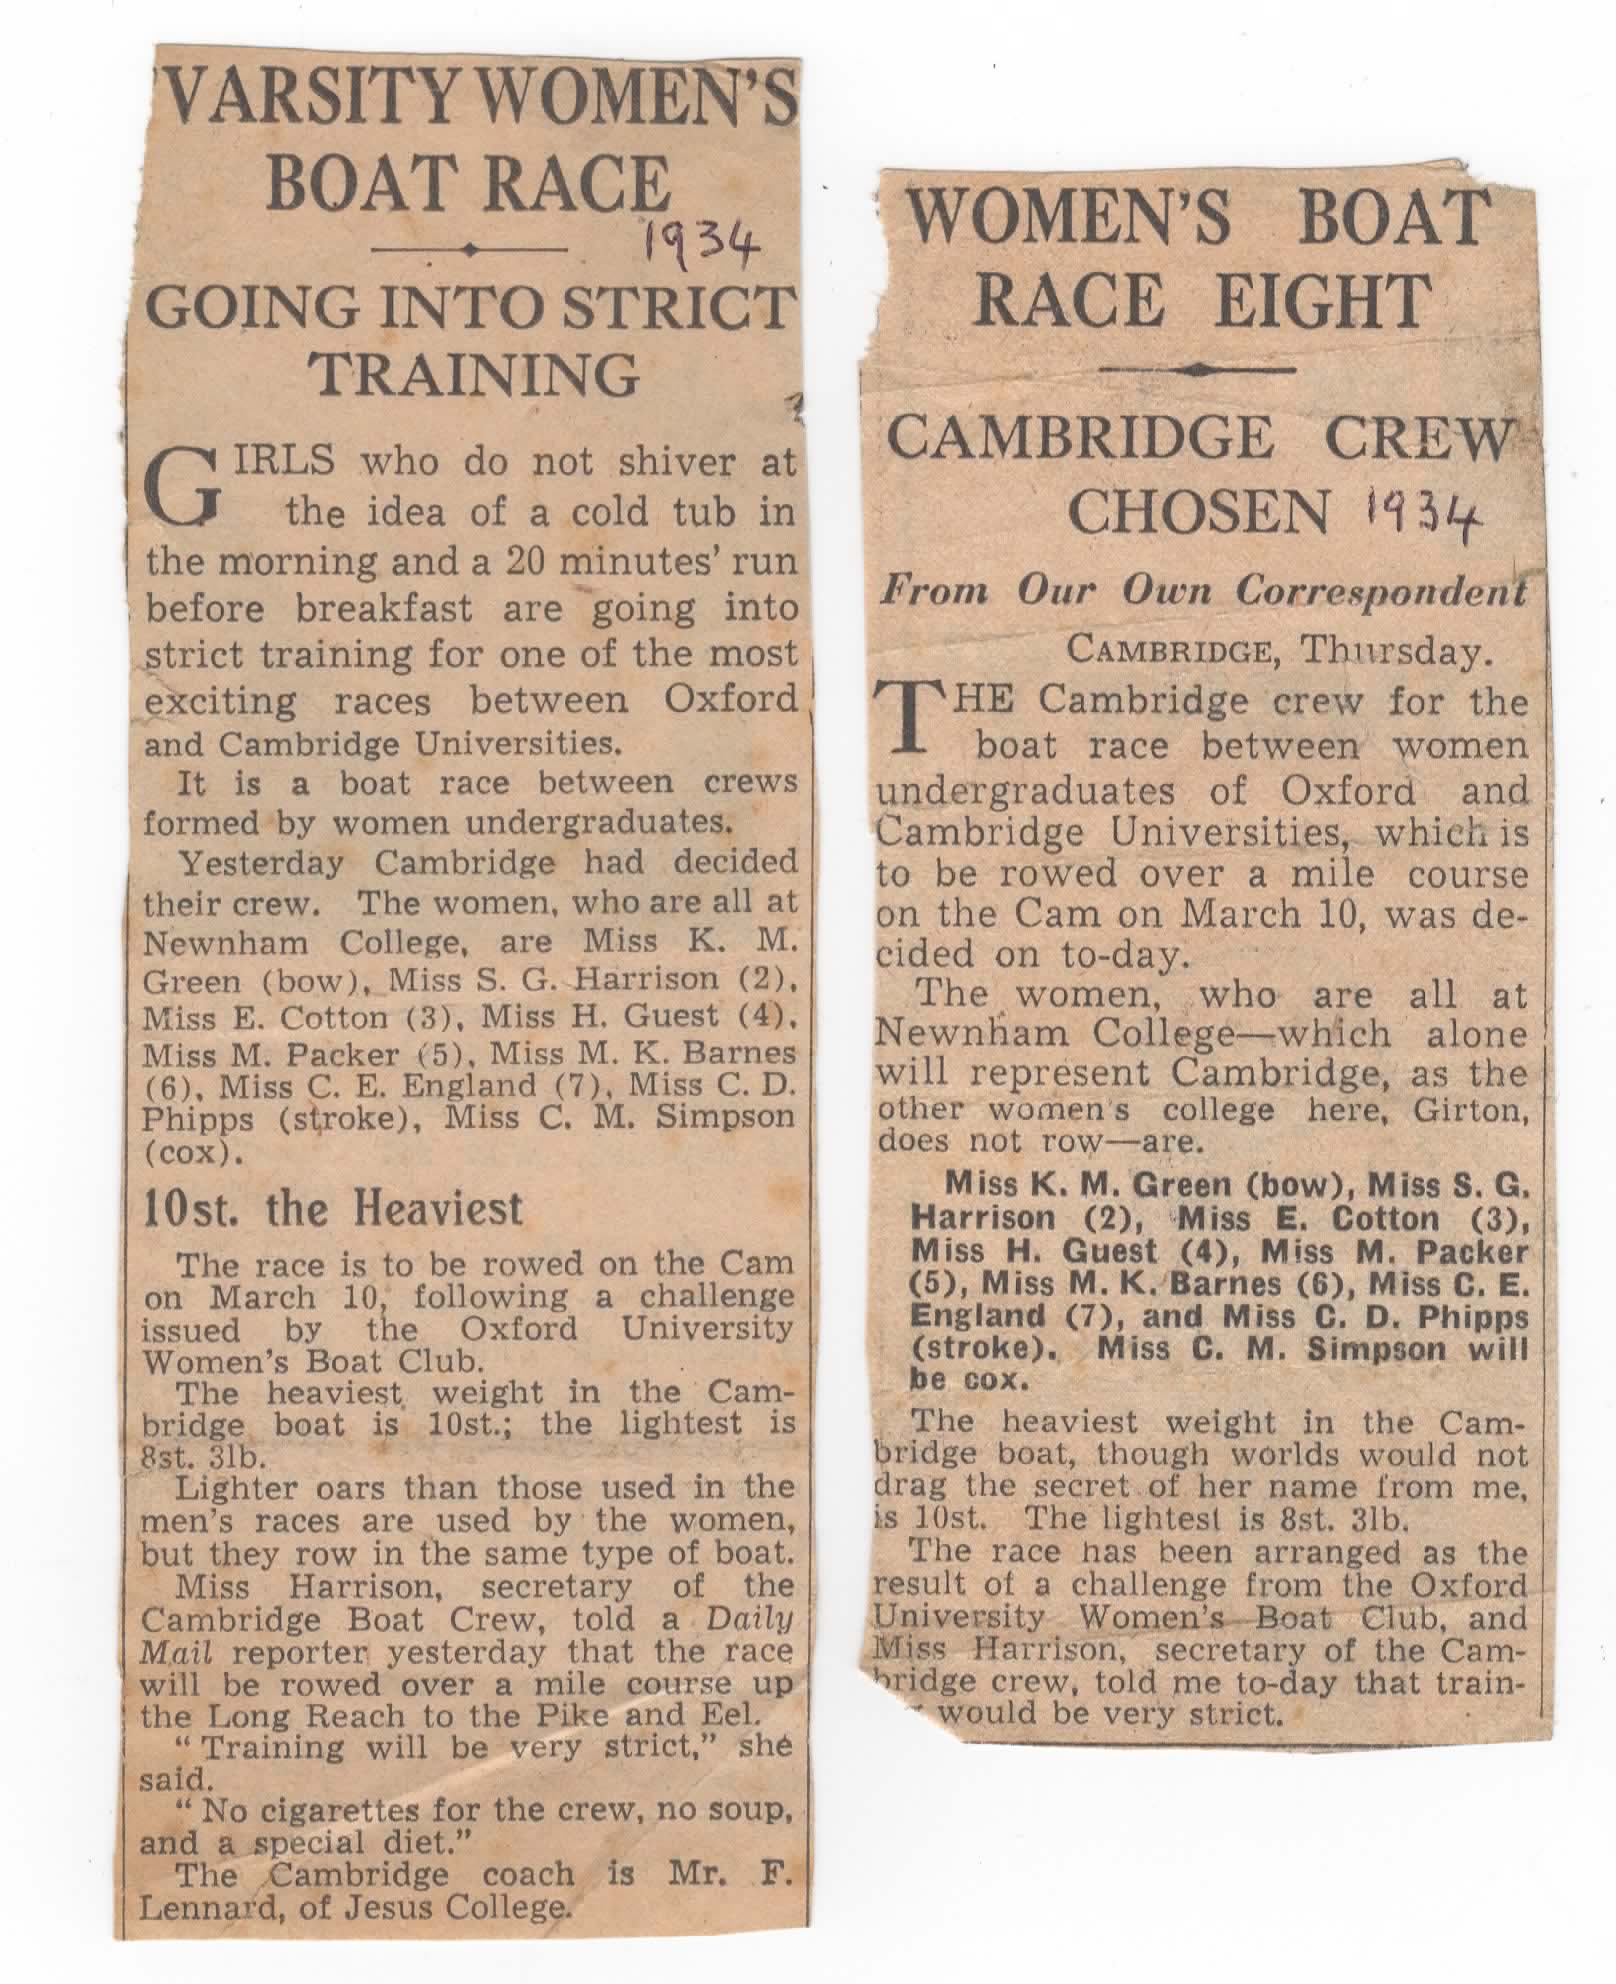 'VARSITY WOMEN'S
BOAT RACE
1934
GOING INTO STRICT
TRAINING
GIRLS who do not shiver at
the idea of a cold tub in
the morning and a 20 minutes' run
before breakfast are going into
strict training for one of the most
exciting races between Oxford
and Cambridge Universities.
It is a boat race between crews
formed by women undergraduates.
Yesterday Cambridge had decided
their crew. The women, who are all at
Newnham College, are Miss K. M.
Green (bow), Miss S. G. Harrison (2),
Miss E. Cotton (3), Miss H. Guest (4),
Miss M. Packer (5), Miss M. K. Barnes
(6), Miss C. E. England (7), Miss C. D.
Phipps (stroke), Miss C. M. Simpson
(cox).
10st. the Heaviest
The race is to be rowed on the Cam
on March 10, following a challenge
issued by the Oxford University
Women's Boat Club.
The heaviest weight in the Cam-
bridge boat is 10st.; the lightest is
8st. 3lb.
Lighter oars than those used in the
men's races are used by the women,
but they row in the same type of boat.
Miss Harrison, secretary of the
Cambridge Boat Crew, told a Daily
Mail reporter yesterday that the race
will be rowed over a mile course up
the Long Reach to the Pike and Eel.
"Training will be very strict," she
said.
"No cigarettes for the crew, no soup,
and a special diet."
The Cambridge coach is Mr. F.
Lennard, of Jesus College.
WOMEN'S BOAT
RACE EIGHT
CAMBRIDGE CREW
CHOSEN 1934
From Our Own Correspondent
CAMBRIDGE, Thursday.
THE Cambridge crew for the
boat race between women
undergraduates of Oxford and
Cambridge Universities, which is
to be rowed over a mile course
on the Cam on March 10, was de-
cided on to-day.
The women, who are all at
Newnham College—which alone
will represent Cambridge, as the
other women's college here, Girton,
does not row—are.
Miss K. M. Green (bow), Miss S. G.
Harrison (2), Miss E. Cotton (3),
Miss H. Guest (4), Miss M. Packer
(5), Miss M. K. Barnes (6), Miss C. E.
England (7), and Miss C. D. Phipps
(stroke). Miss C. M. Simpson will
be cox.
The heaviest weight in the Cam-
bridge boat, though worlds would not
drag the secret of her name from me,
is 10st. The lightest is 8st. 3lb.
The race has been arranged as the
result of a challenge from the Oxford
University Women's Boat Club, and
Miss Harrison, secretary of the Cam-
bridge crew, told me to-day that train-
would be very strict.